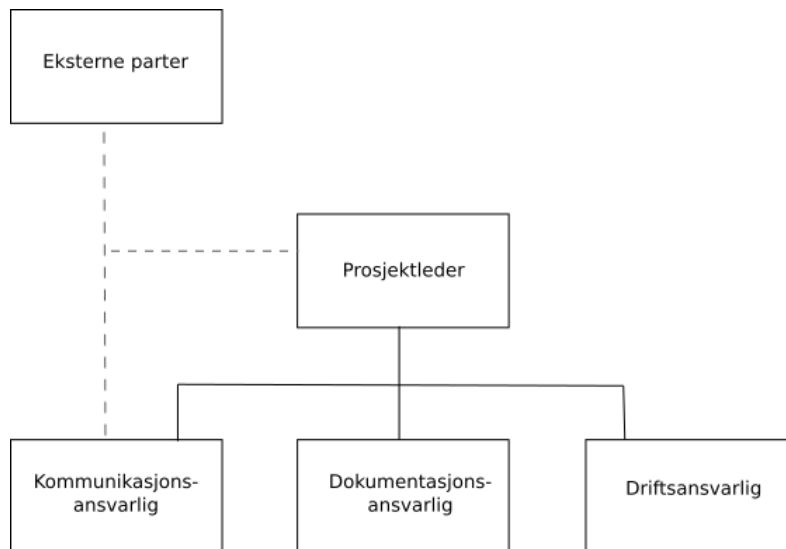 Eksterne parter
Prosjektleder
Kommunikasjons-
ansvarlig
Dokumentasjons-
ansvarlig
Driftsansvarlig